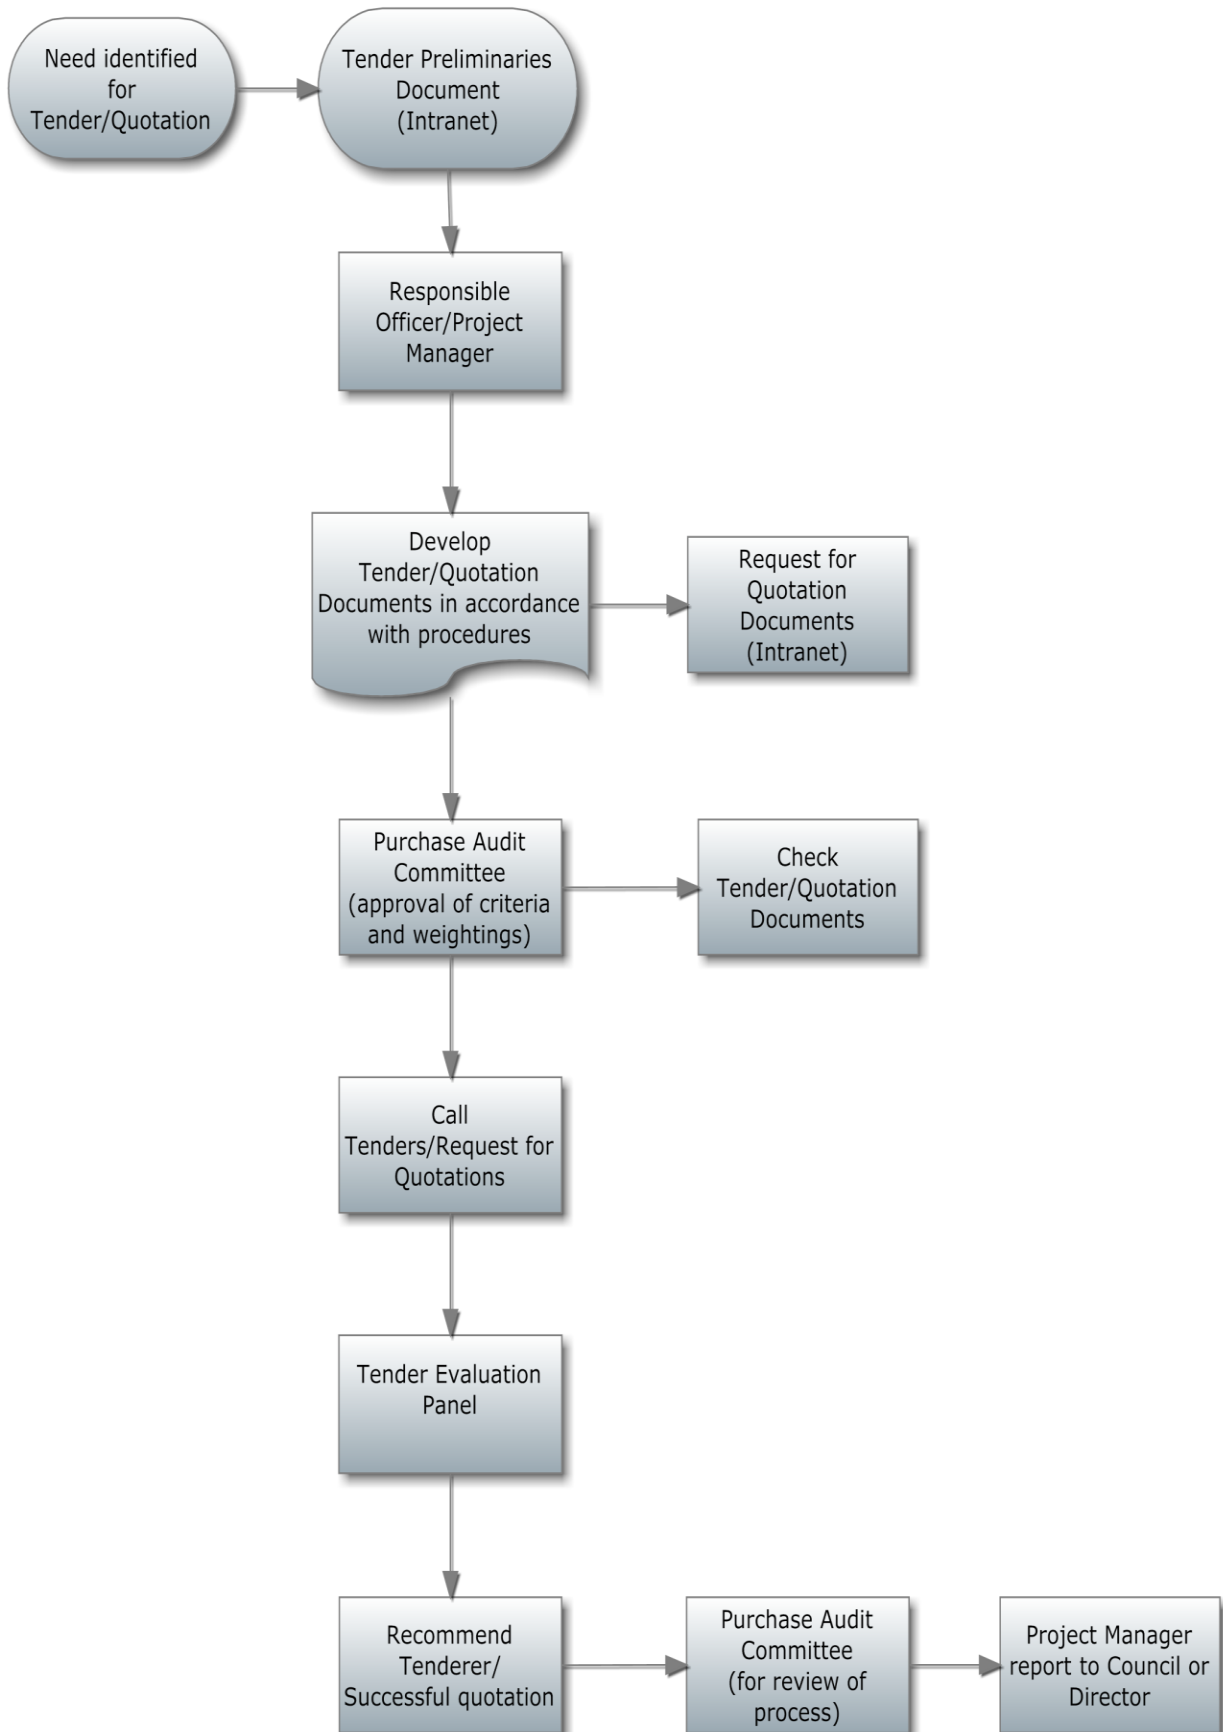 Need identified
for
Tender/Quotation
Tender Preliminaries
Document
(Intranet)
Responsible
Officer/Project
Manager
Develop
Tender/Quotation
Documents in accordance
with procedures
Request for
Quotation
Documents
(Intranet)
Purchase Audit
Committee
(approval of criteria
and weightings)
Check
Tender/Quotation
Documents
Call
Tenders/Request for
Quotations
Tender Evaluation
Panel
Recommend
Tenderer/
Successful quotation
Purchase Audit
Committee
(for review of
process)
Project Manager
report to Council or
Director